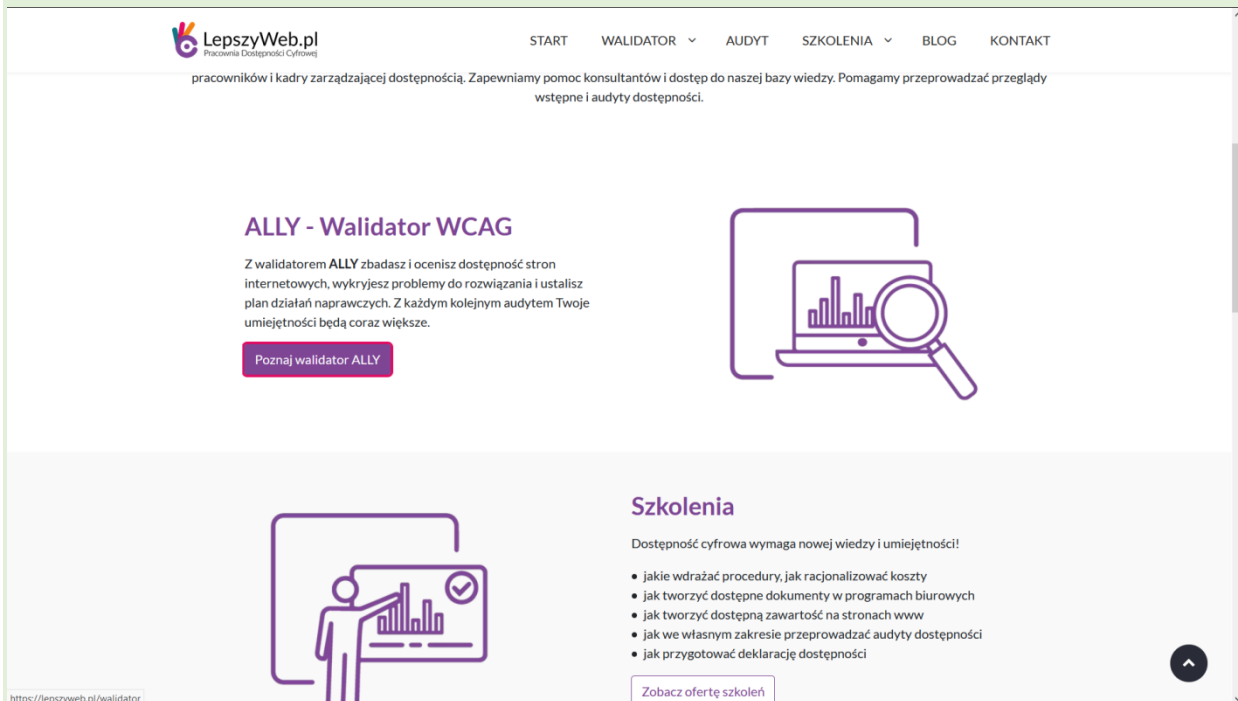 LepszyWeb.pl
Pracownia Dostępności Cyfrowej
START WALIDATOR AUDYT SZKOLENIA BLOG KONTAKT
pracowników i kadry zarządzającej dostępnością. Zapewniamy pomoc konsultantów i dostęp do naszej bazy wiedzy. Pomagamy przeprowadzać przeglądy
wstępne i audyty dostępności.
ALLY - Walidator WCAG
Z walidatorem ALLY zbadasz i ocenisz dostępność stron
internetowych, wykryjesz problemy do rozwiązania i ustalisz
plan działań naprawczych. Z każdym kolejnym audytem Twoje
umiejętności będą coraz większe.
Poznaj walidator ALLY
Szkolenia
Dostępność cyfrowa wymaga nowej wiedzy i umiejętności!
• jakie wdrażać procedury, jak racjonalizować koszty
• jak tworzyć dostępne dokumenty w programach biurowych
• jak tworzyć dostępną zawartość na stronach www
• jak we własnym zakresie przeprowadzać audyty dostępności
• jak przygotować deklarację dostępności
Zobacz ofertę szkoleń
https://lepszyweb.pl/walidator